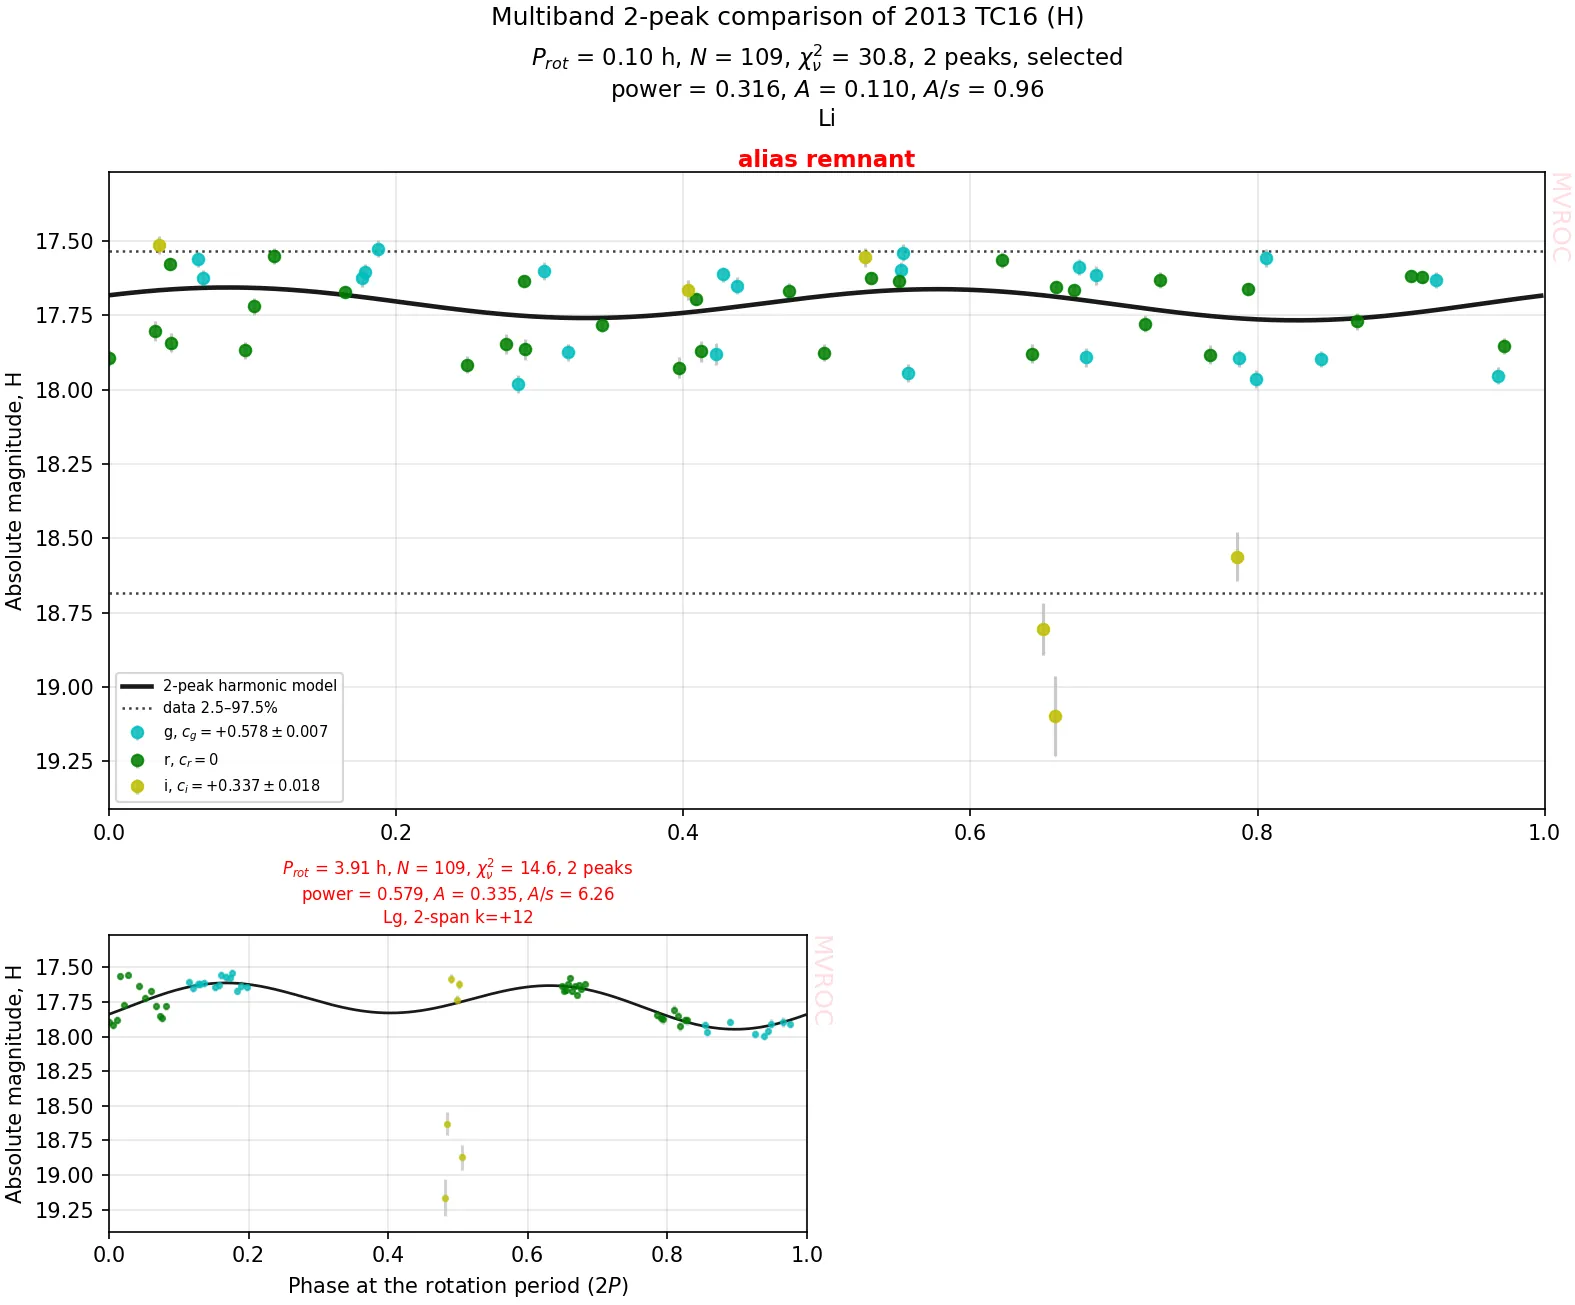 Multiband 2-peak comparison of 2013 TC16 (H)
P_rot = 0.10 h, N = 109, χ²_ν = 30.8, 2 peaks, selected
power = 0.316, A = 0.110, A/s = 0.96
Li
alias remnant
MVROC
Absolute magnitude, H
17.50
17.75
18.00
18.25
18.50
18.75
19.00
19.25
2-peak harmonic model
data 2.5–97.5%
g, c_g = +0.578 ± 0.007
r, c_r = 0
i, c_i = +0.337 ± 0.018
0.0 0.2 0.4 0.6 0.8 1.0
P_rot = 3.91 h, N = 109, χ²_ν = 14.6, 2 peaks
power = 0.579, A = 0.335, A/s = 6.26
Lg, 2-span k=+12
MVROC
Absolute magnitude, H
17.50
17.75
18.00
18.25
18.50
18.75
19.00
19.25
0.0 0.2 0.4 0.6 0.8 1.0
Phase at the rotation period (2P)